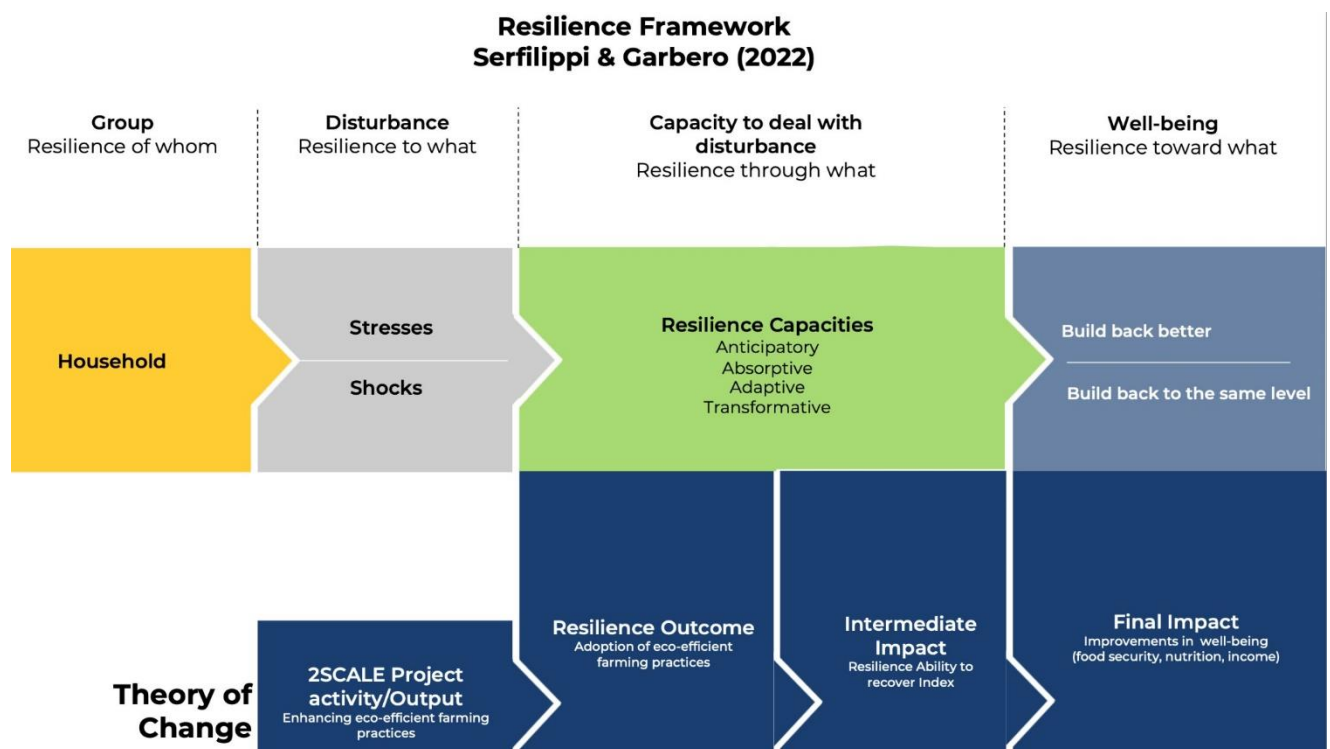 Resilience Framework
Serfilippi & Garbero (2022)
Group
Resilience of whom
Disturbance
Resilience to what
Capacity to deal with
disturbance
Resilience through what
Well-being
Resilience toward what
Household
Stresses
Shocks
Resilience Capacities
Anticipatory
Absorptive
Adaptive
Transformative
Build back better
Build back to the same level
Theory of
Change
2SCALE Project
activity/Output
Enhancing eco-efficient farming
practices
Resilience Outcome
Adoption of eco-efficient
farming practices
Intermediate
Impact
Resilience Ability to
recover Index
Final Impact
Improvements in well-being
(food security, nutrition, income)